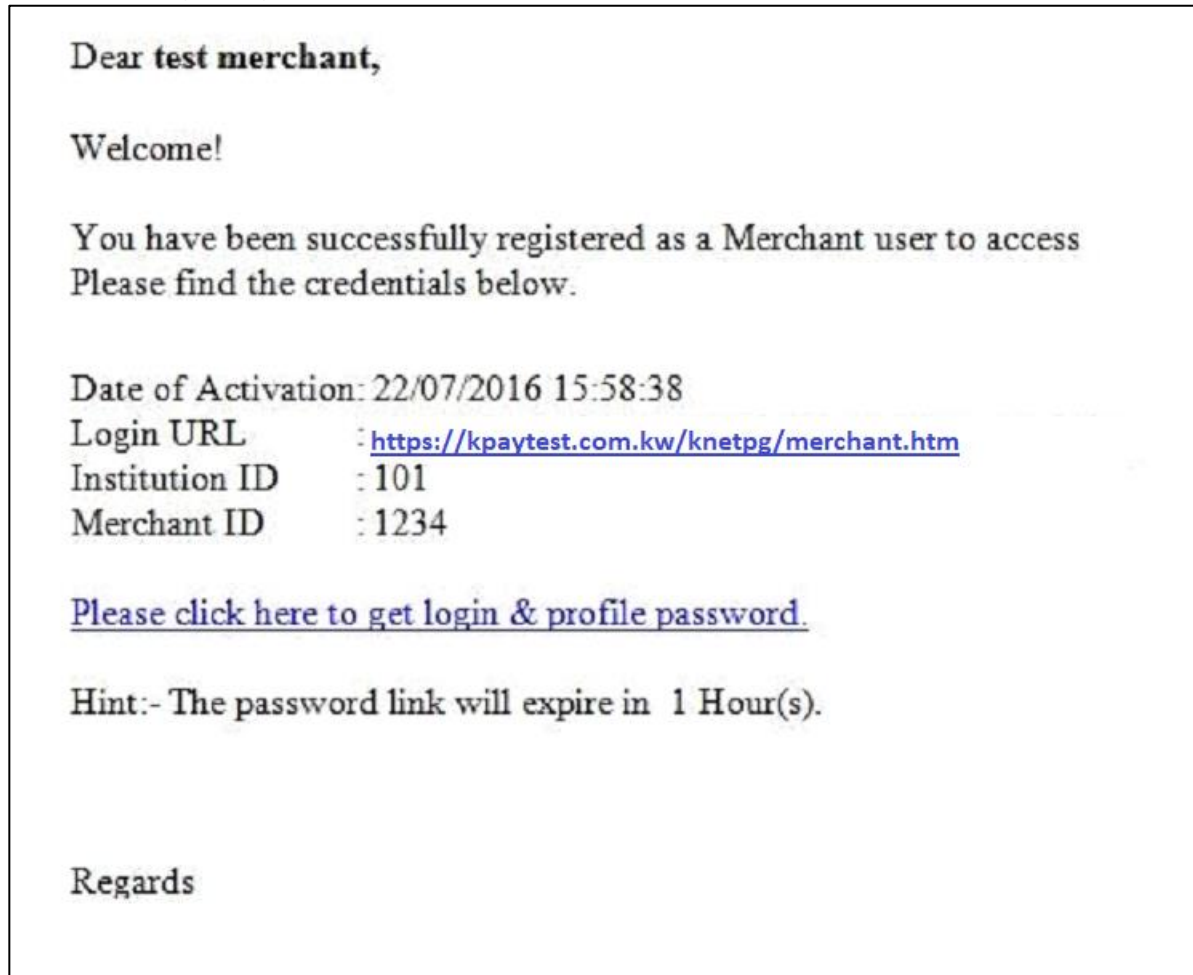 Dear test merchant,
Welcome!
You have been successfully registered as a Merchant user to access
Please find the credentials below.
Date of Activation: 22/07/2016 15:58:38
Login URL : https://kpaytest.com.kw/knetpg/merchant.htm
Institution ID : 101
Merchant ID : 1234
Please click here to get login & profile password.
Hint:- The password link will expire in 1 Hour(s).
Regards